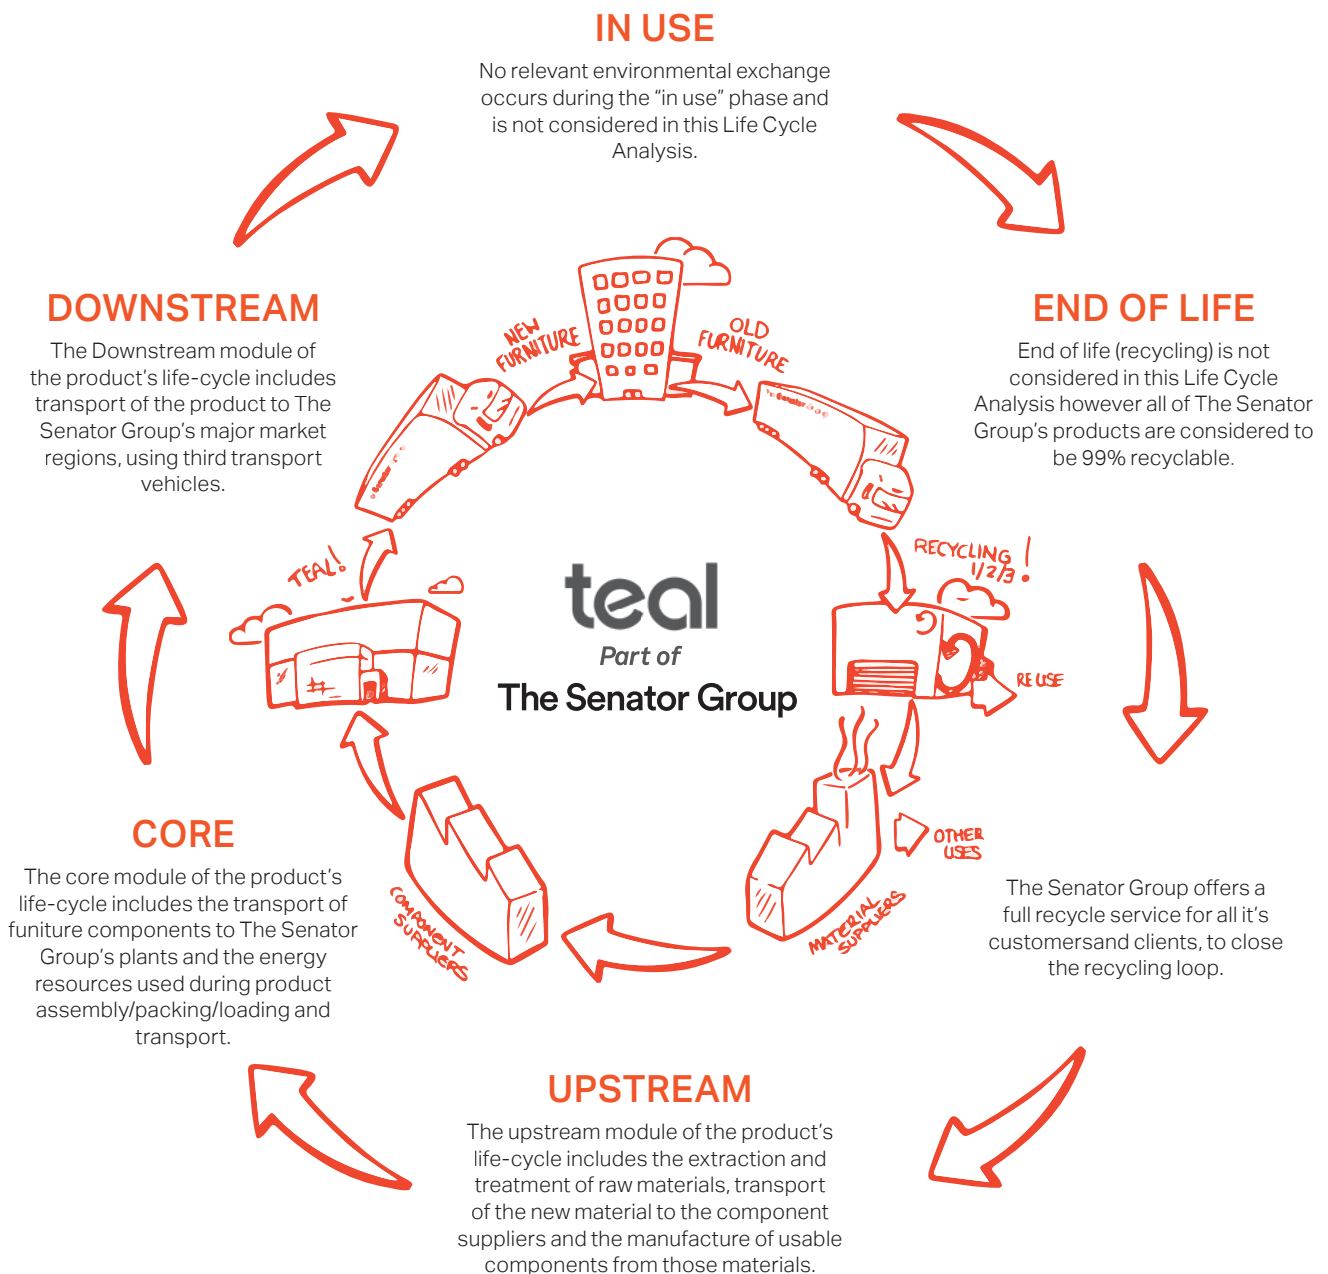 IN USE
No relevant environmental exchange
occurs during the “in use” phase and
is not considered in this Life Cycle
Analysis.
DOWNSTREAM
The Downstream module of
the product’s life-cycle includes
transport of the product to The
Senator Group’s major market
regions, using third transport
vehicles.
END OF LIFE
End of life (recycling) is not
considered in this Life Cycle
Analysis however all of The Senator
Group’s products are considered to
be 99% recyclable.
NEW
FURNITURE
OLD
FURNITURE
Senator
Senator
TEAL!
RECYCLING
1/2/3!
RE USE
teal
Part of
The Senator Group
OTHER
USES
COMPONENT
SUPPLIERS
MATERIAL
SUPPLIERS
CORE
The core module of the product’s
life-cycle includes the transport of
funiture components to The Senator
Group’s plants and the energy
resources used during product
assembly/packing/loading and
transport.
The Senator Group offers a
full recycle service for all it’s
customersand clients, to close
the recycling loop.
UPSTREAM
The upstream module of the product’s
life-cycle includes the extraction and
treatment of raw materials, transport
of the new material to the component
suppliers and the manufacture of usable
components from those materials.